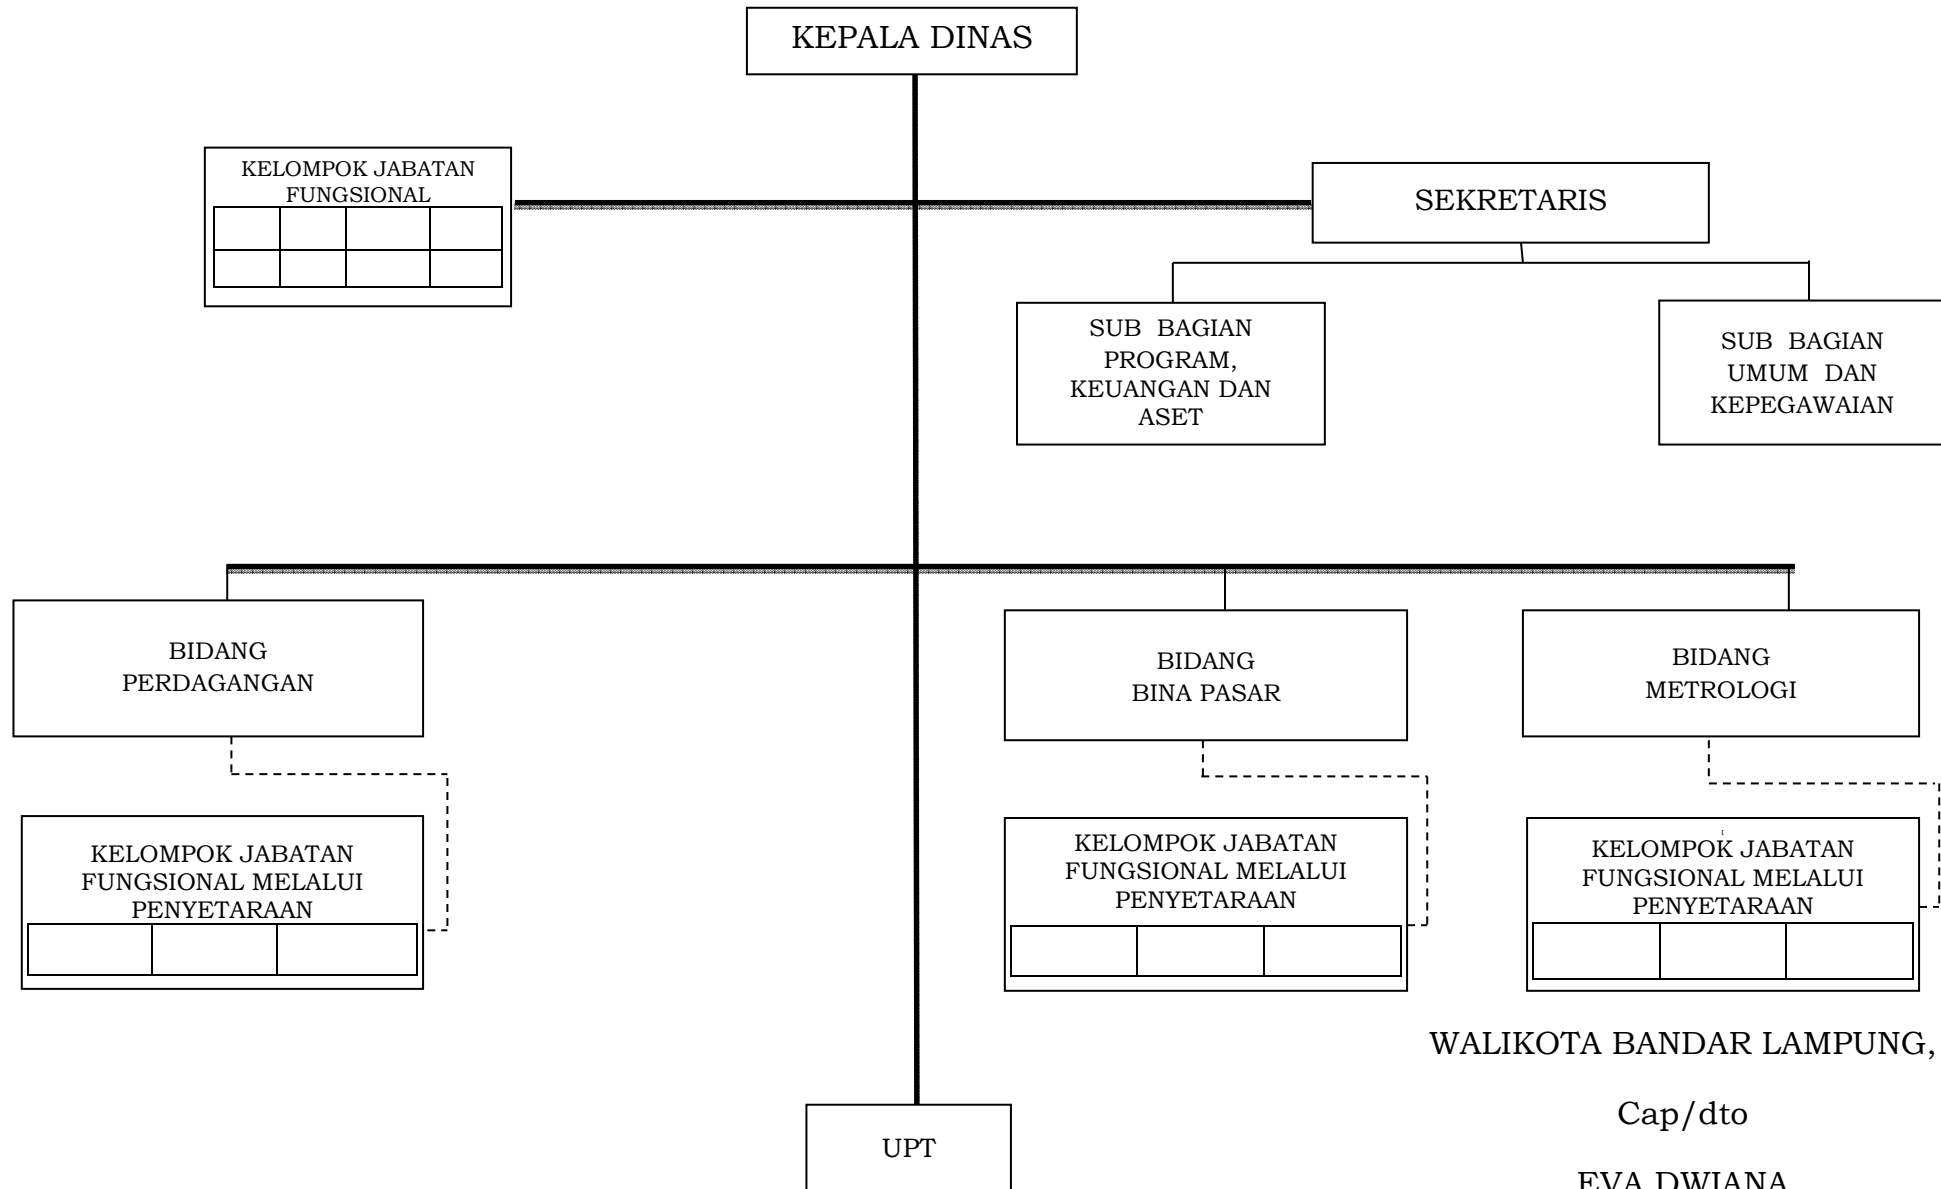 KEPALA DINAS
KELOMPOK JABATAN
FUNGSIONAL
SEKRETARIS
SUB BAGIAN
PROGRAM,
KEUANGAN DAN
ASET
SUB BAGIAN
UMUM DAN
KEPEGAWAIAN
BIDANG
PERDAGANGAN
BIDANG
BINA PASAR
BIDANG
METROLOGI
KELOMPOK JABATAN
FUNGSIONAL MELALUI
PENYETARAAN
KELOMPOK JABATAN
FUNGSIONAL MELALUI
PENYETARAAN
KELOMPOK JABATAN
FUNGSIONAL MELALUI
PENYETARAAN
WALIKOTA BANDAR LAMPUNG,
Cap/dto
EVA DWIANA
UPT